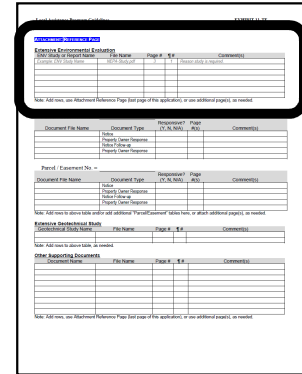 ATTACHMENT: REFERENCE PAGE
Extensive Environmental Evaluation
ENV Study or Report Name File Name Page # ¶ # Comment(s)
Example: ENV Study Name NEPA Study.pdf 3 1 Reason study is required.
Note: Add rows, use Attachment Reference Page (last page of this application), or use additional page(s), as needed.
Document File Name Document Type Responsive? (Y, N, N/A) Page #(s) Comment(s)
Notice
Property Owner Response
Notice Follow-up
Property Owner Response
Parcel / Easement No. =
Document File Name Document Type Responsive? (Y, N, N/A) Page #(s) Comment(s)
Notice
Property Owner Response
Notice Follow-up
Property Owner Response
Note: Add rows to above table and/or add additional "Parcel/Easement" tables here, or attach additional page(s), as needed.
Extensive Geotechnical Study
Geotechnical Study Name File Name Page # ¶ # Comment(s)
Note: Add rows to above table, as needed.
Other Supporting Documents
Document Name File Name Page # ¶ # Comment(s)
Note: Add rows, use Attachment Reference Page (last page of this application), or use additional page(s), as needed.